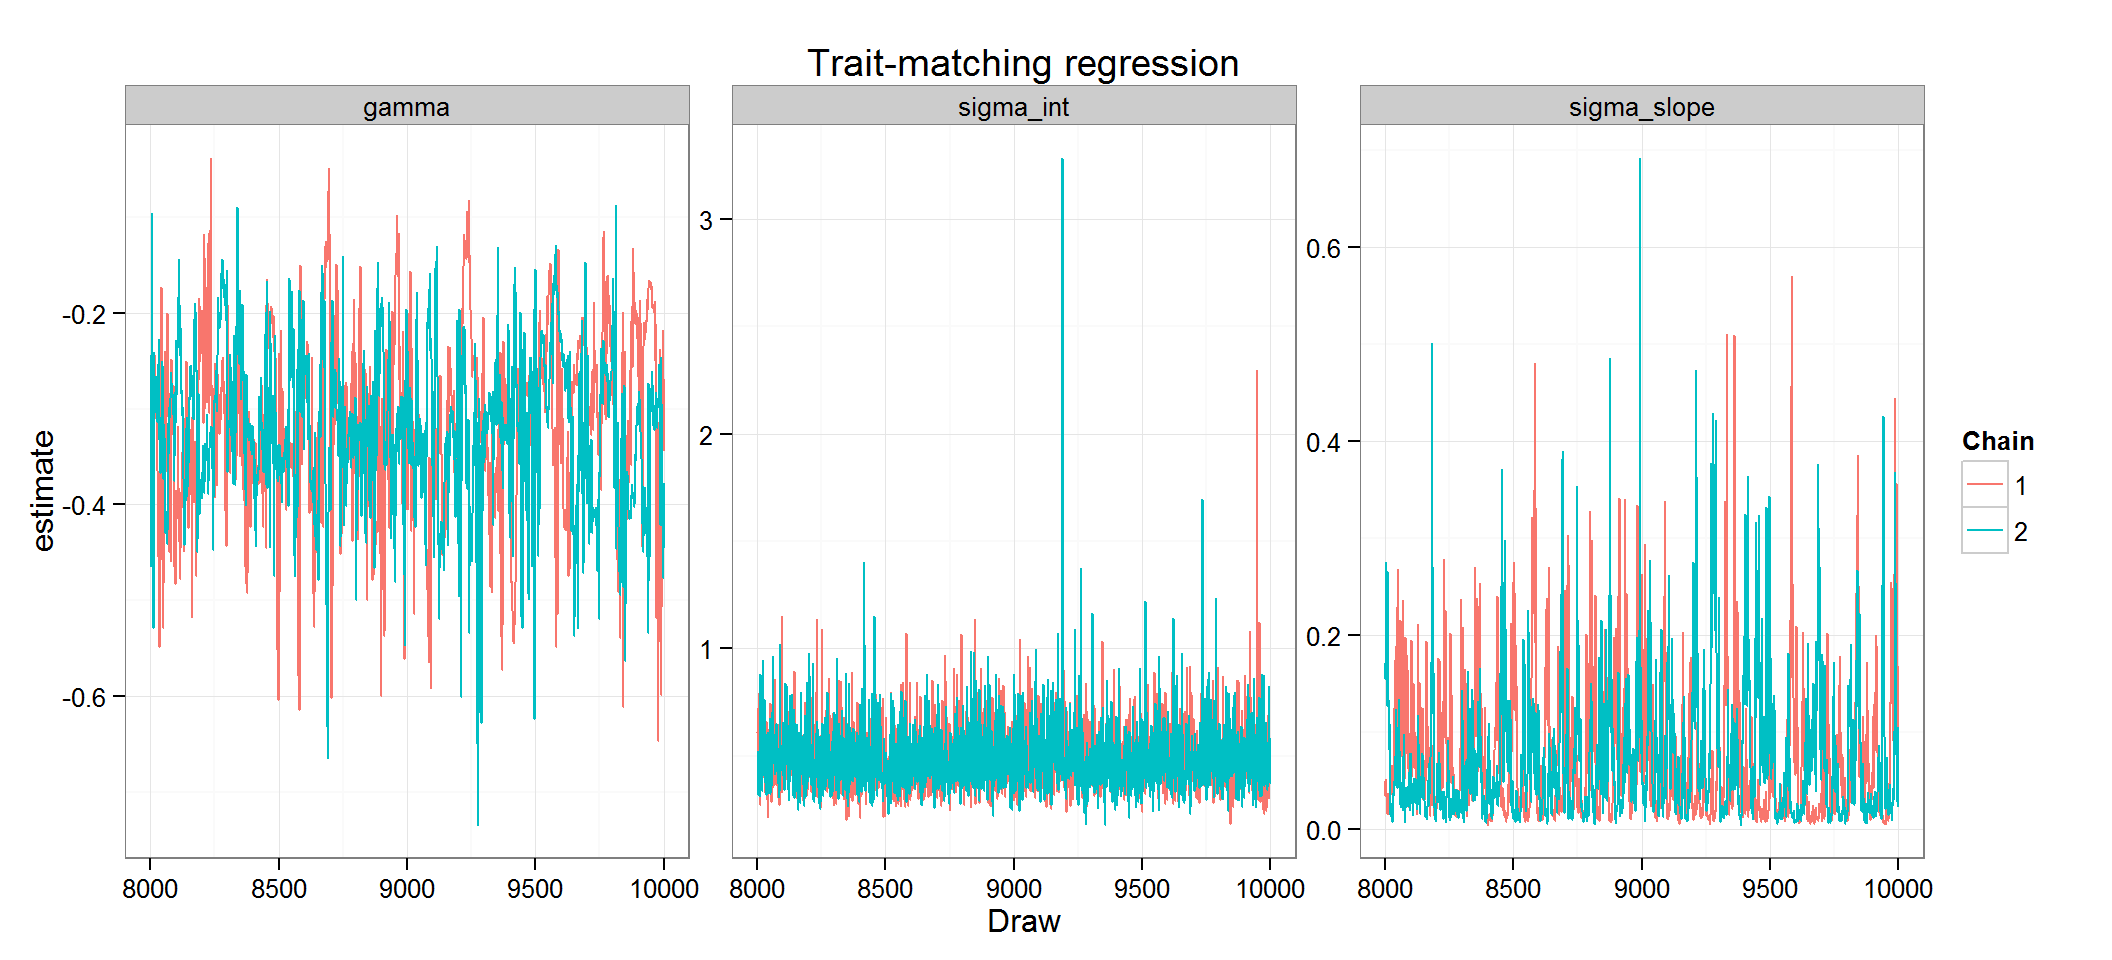 Trait-matching regression
gamma
sigma_int
sigma_slope
estimate
-0.2
-0.4
-0.6
3
2
1
0.6
0.4
0.2
0.0
8000 8500 9000 9500 10000
8000 8500 9000 9500 10000
8000 8500 9000 9500 10000
Draw
Chain
1
2